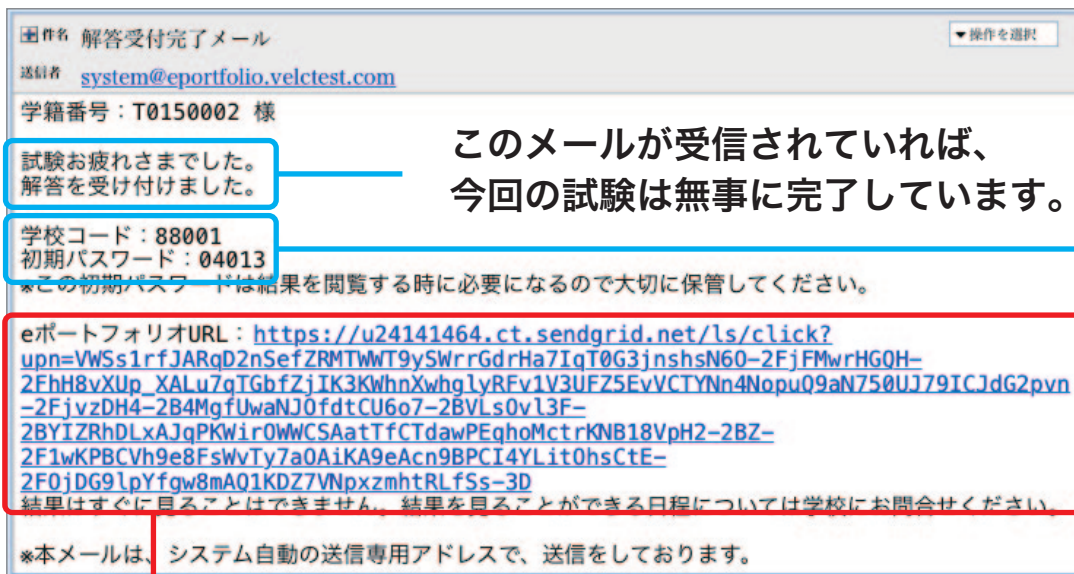 件名 解答受付完了メール
▼操作を選択
送信者 system@eportfolio.velctest.com
学籍番号：T0150002 様
試験お疲れさまでした。
解答を受け付けました。
このメールが受信されていれば、
今回の試験は無事に完了しています。
学校コード：88001
初期パスワード：04013
※この初期パスワードは結果を閲覧する時に必要になるので大切に保管してください。
eポートフォリオURL：https://u24141464.ct.sendgrid.net/ls/click?
upn=VWSs1rfJARqD2nSefZRMTWWT9ySWrrGdrHa7IqT0G3jnshsN6O-2FjFMwrHGQH-
2FhH8vXUp_XALu7qTGbfZjIK3KWhnXwhglyRFv1V3UFZ5EvVCTYNn4NopuQ9aN750UJ79ICJdG2pvn
-2FjvzDH4-2B4MgfUwaNJOfdtCU6o7-2BVLsOvl3F-
2BYIZRhDLxAJqPKWirOWWCSAatTfCTdawPEqhoMctrKNB18VpH2-2BZ-
2F1wKPBCVh9e8FsWvTy7aOAiKA9eAcn9BPCI4YLitOhsCtE-
2FOjDG9lpYfgw8mAQ1KDZ7VNpxzmhtRLfSs-3D
結果はすぐに見ることはできません。結果を見ることができる日程については学校にお問合せください。
※本メールは、システム自動の送信専用アドレスで、送信をしております。